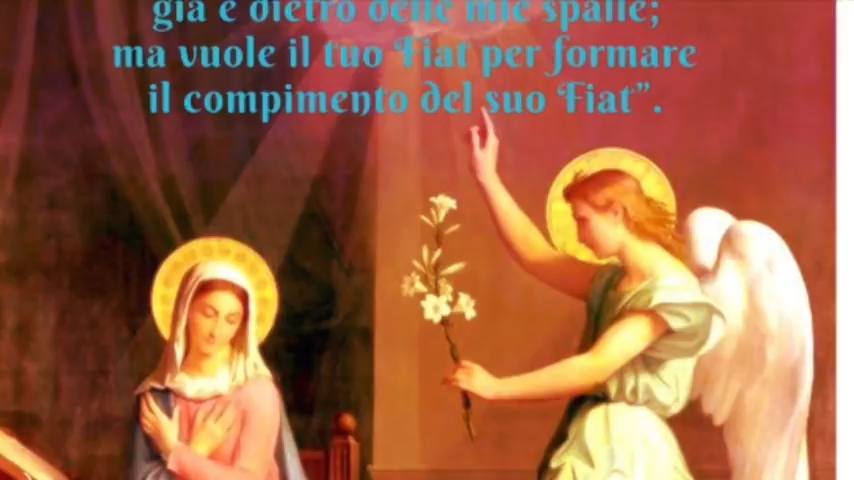 già è dietro delle mie spalle;
ma vuole il tuo Fiat per formare
il compimento del suo Fiat”.